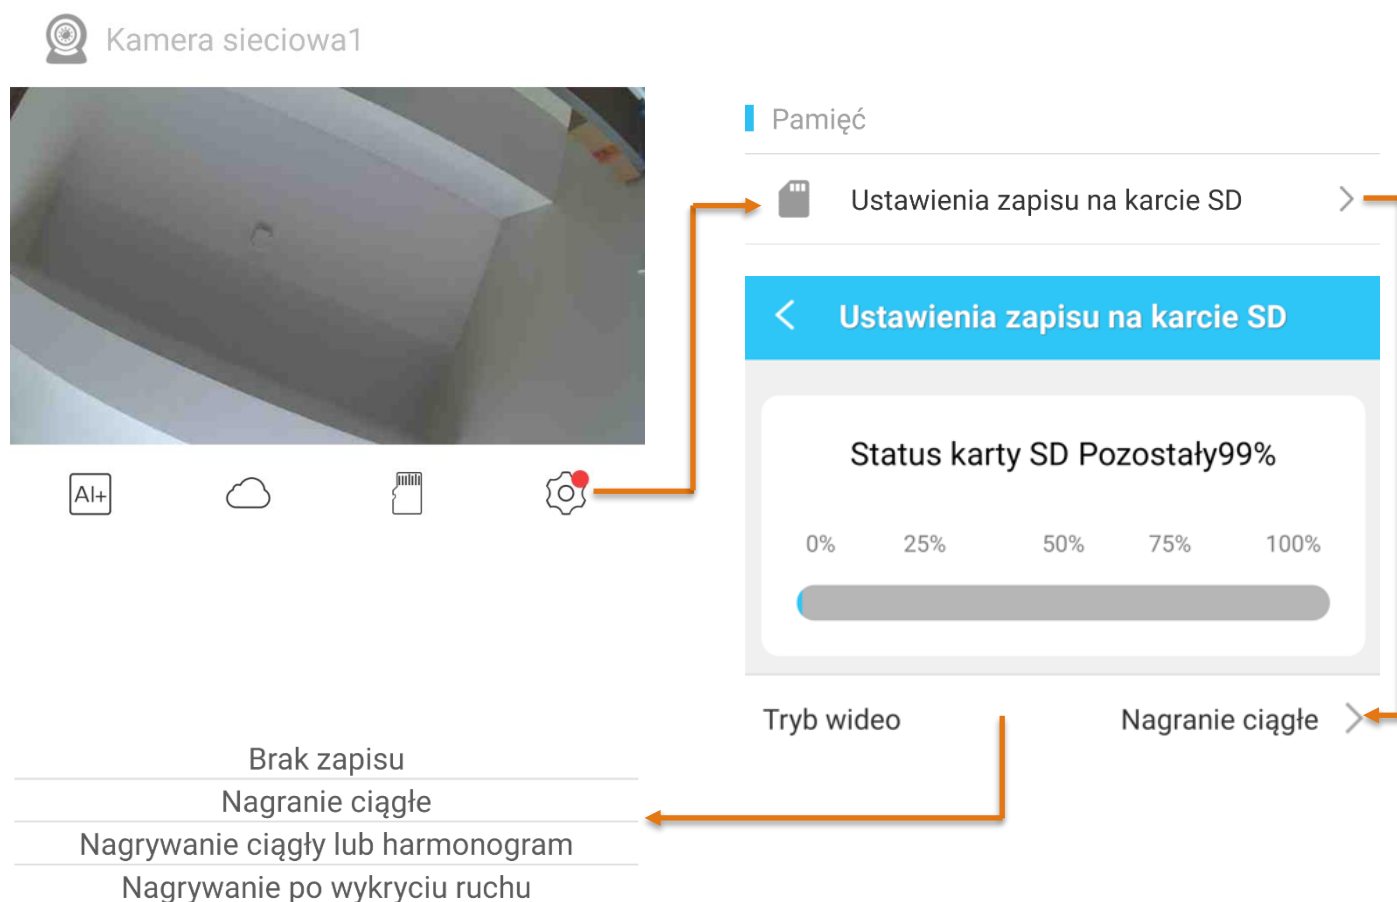 Kamera sieciowa1
AI+
Pamięć
Ustawienia zapisu na karcie SD
Ustawienia zapisu na karcie SD
Status karty SD Pozostały99%
0% 25% 50% 75% 100%
Tryb wideo Nagranie ciągłe
Brak zapisu
Nagranie ciągłe
Nagrywanie ciągły lub harmonogram
Nagrywanie po wykryciu ruchu